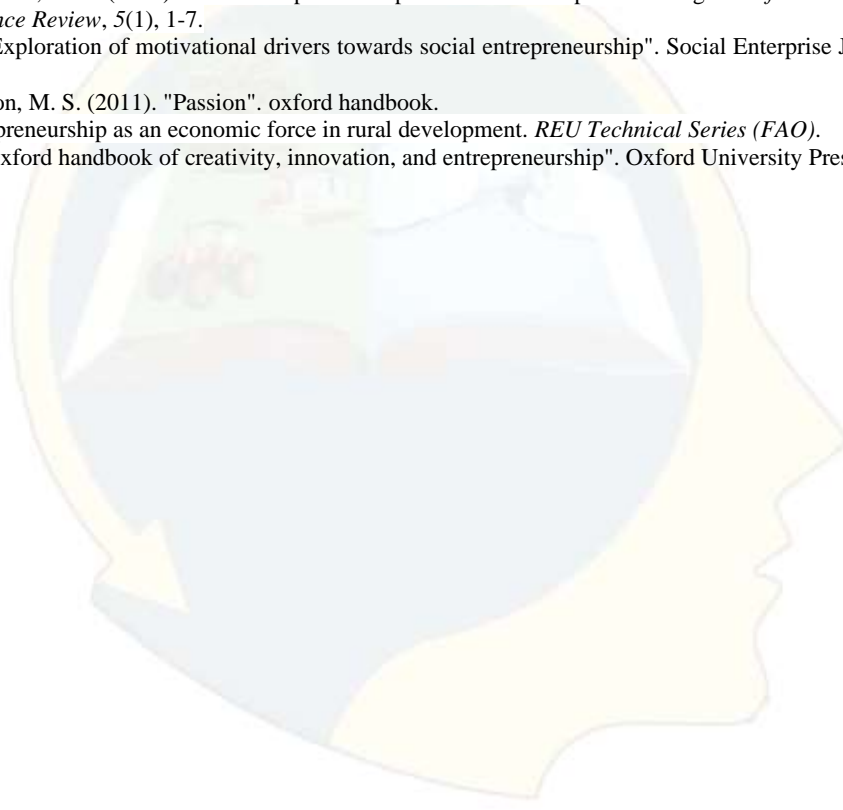 nce Review, 5(1), 1-7.
Exploration of motivational drivers towards social entrepreneurship". Social Enterprise J
on, M. S. (2011). "Passion". oxford handbook.
preneurship as an economic force in rural development. REU Technical Series (FAO).
xford handbook of creativity, innovation, and entrepreneurship". Oxford University Pres